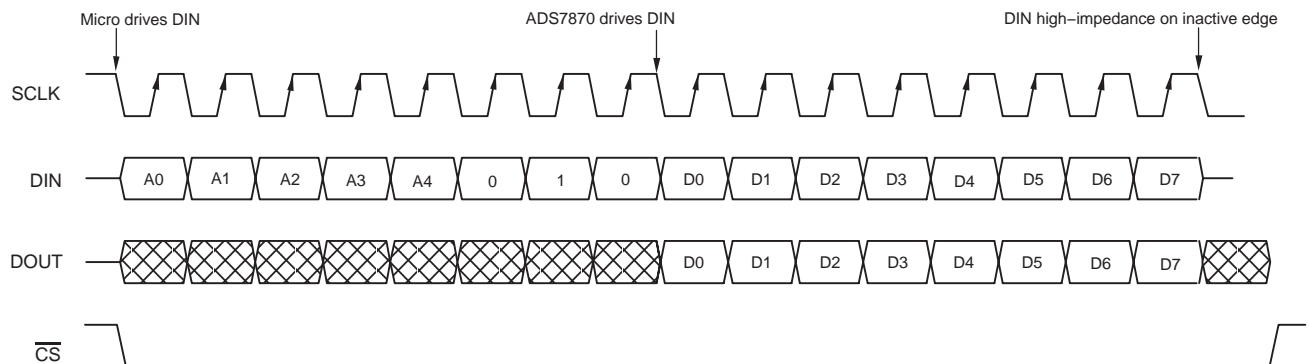 Micro drives DIN
ADS7870 drives DIN
DIN high−impedance on inactive edge
SCLK
DIN
A0 A1 A2 A3 A4 0 1 0 D0 D1 D2 D3 D4 D5 D6 D7
DOUT
D0 D1 D2 D3 D4 D5 D6 D7
CS